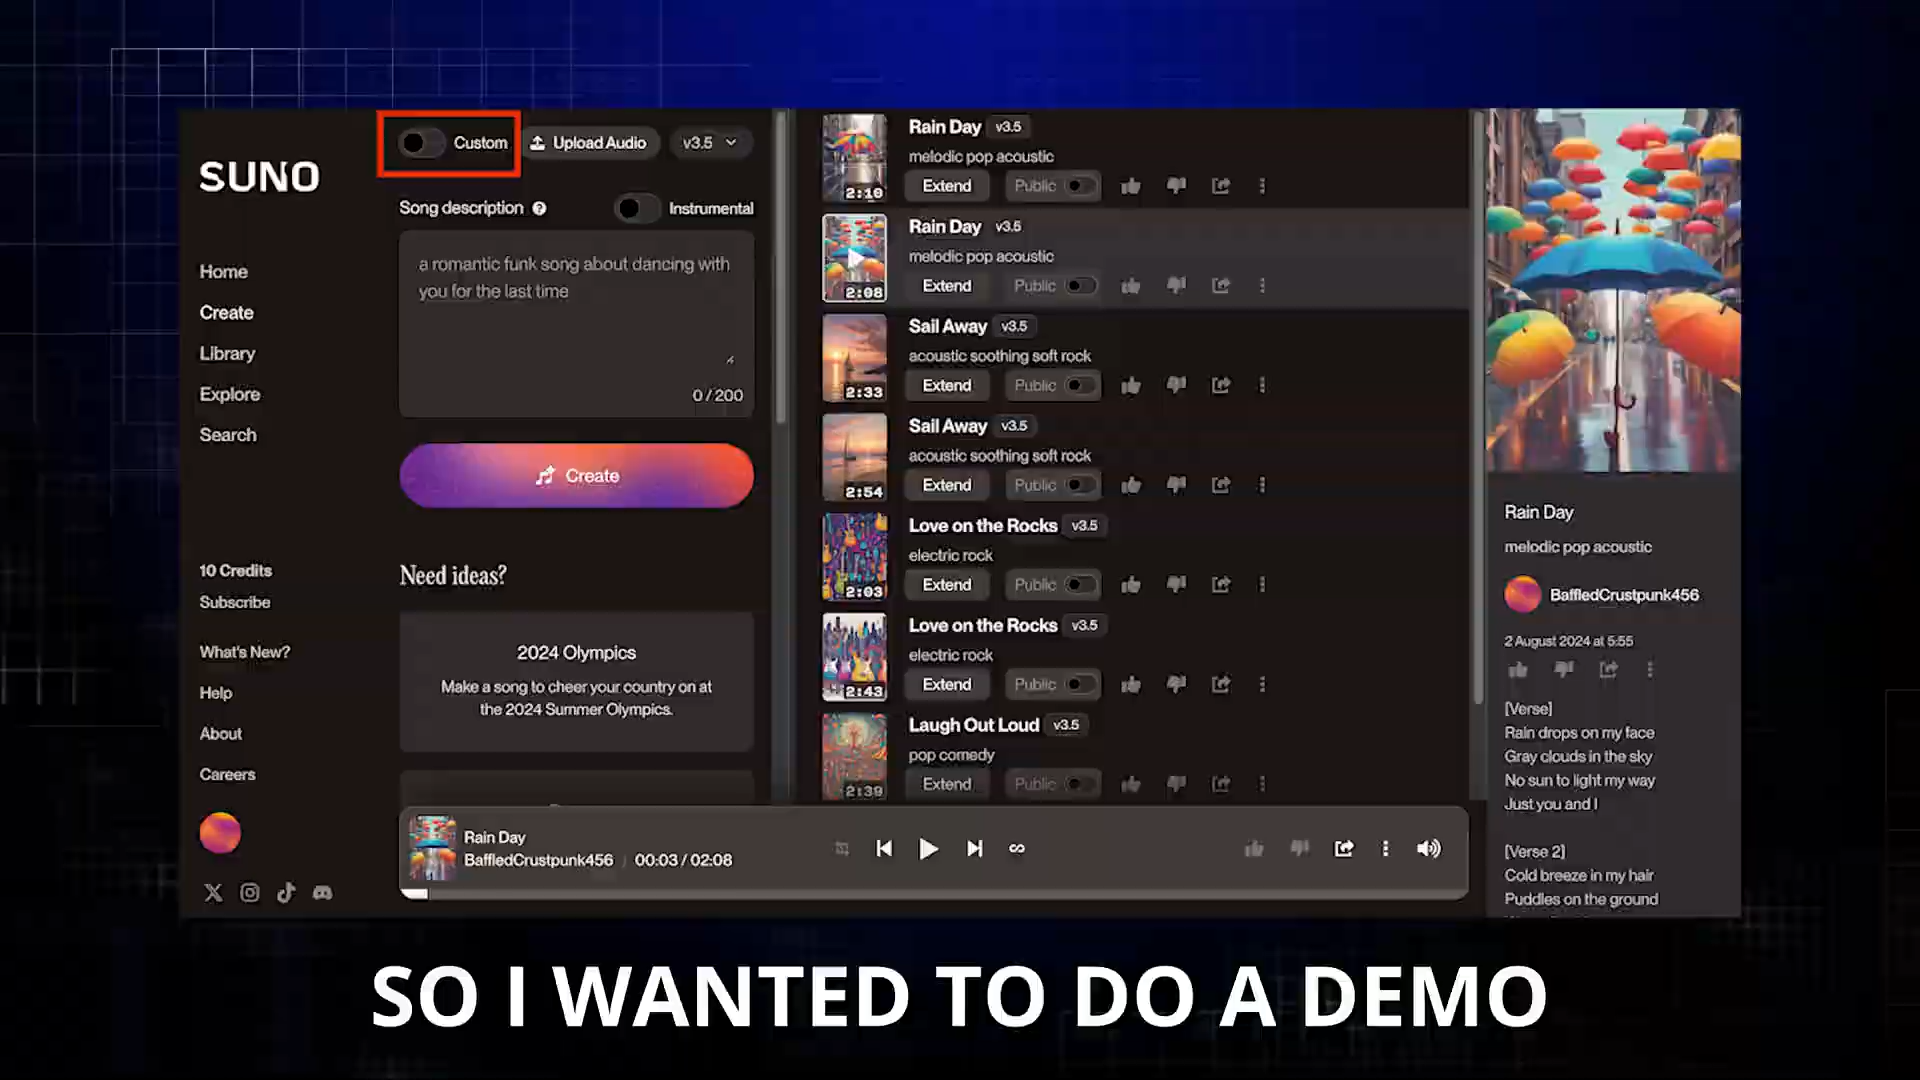 SUNO
Home
Create
Library
Explore
Search
10 Credits
Subscribe
What's New?
Help
About
Careers
Custom
Upload Audio
v3.5
Song description
Instrumental
a romantic funk song about dancing with
you for the last time
0 / 200
Create
Need ideas?
2024 Olympics
Make a song to cheer your country on at
the 2024 Summer Olympics.
Rain Day v3.5
melodic pop acoustic
2:10
Extend Public
Rain Day v3.5
melodic pop acoustic
2:08
Extend Public
Sail Away v3.5
acoustic soothing soft rock
2:33
Extend Public
Sail Away v3.5
acoustic soothing soft rock
2:54
Extend Public
Love on the Rocks v3.5
electric rock
2:03
Extend Public
Love on the Rocks v3.5
electric rock
2:43
Extend Public
Laugh Out Loud v3.5
pop comedy
2:39
Extend Public
Rain Day
melodic pop acoustic
BaffledCrustpunk456
2 August 2024 at 5:55
[Verse]
Rain drops on my face
Gray clouds in the sky
No sun to light my way
Just you and I
[Verse 2]
Cold breeze in my hair
Puddles on the ground
Rain Day
BaffledCrustpunk456 00:03 / 02:08
SO I WANTED TO DO A DEMO